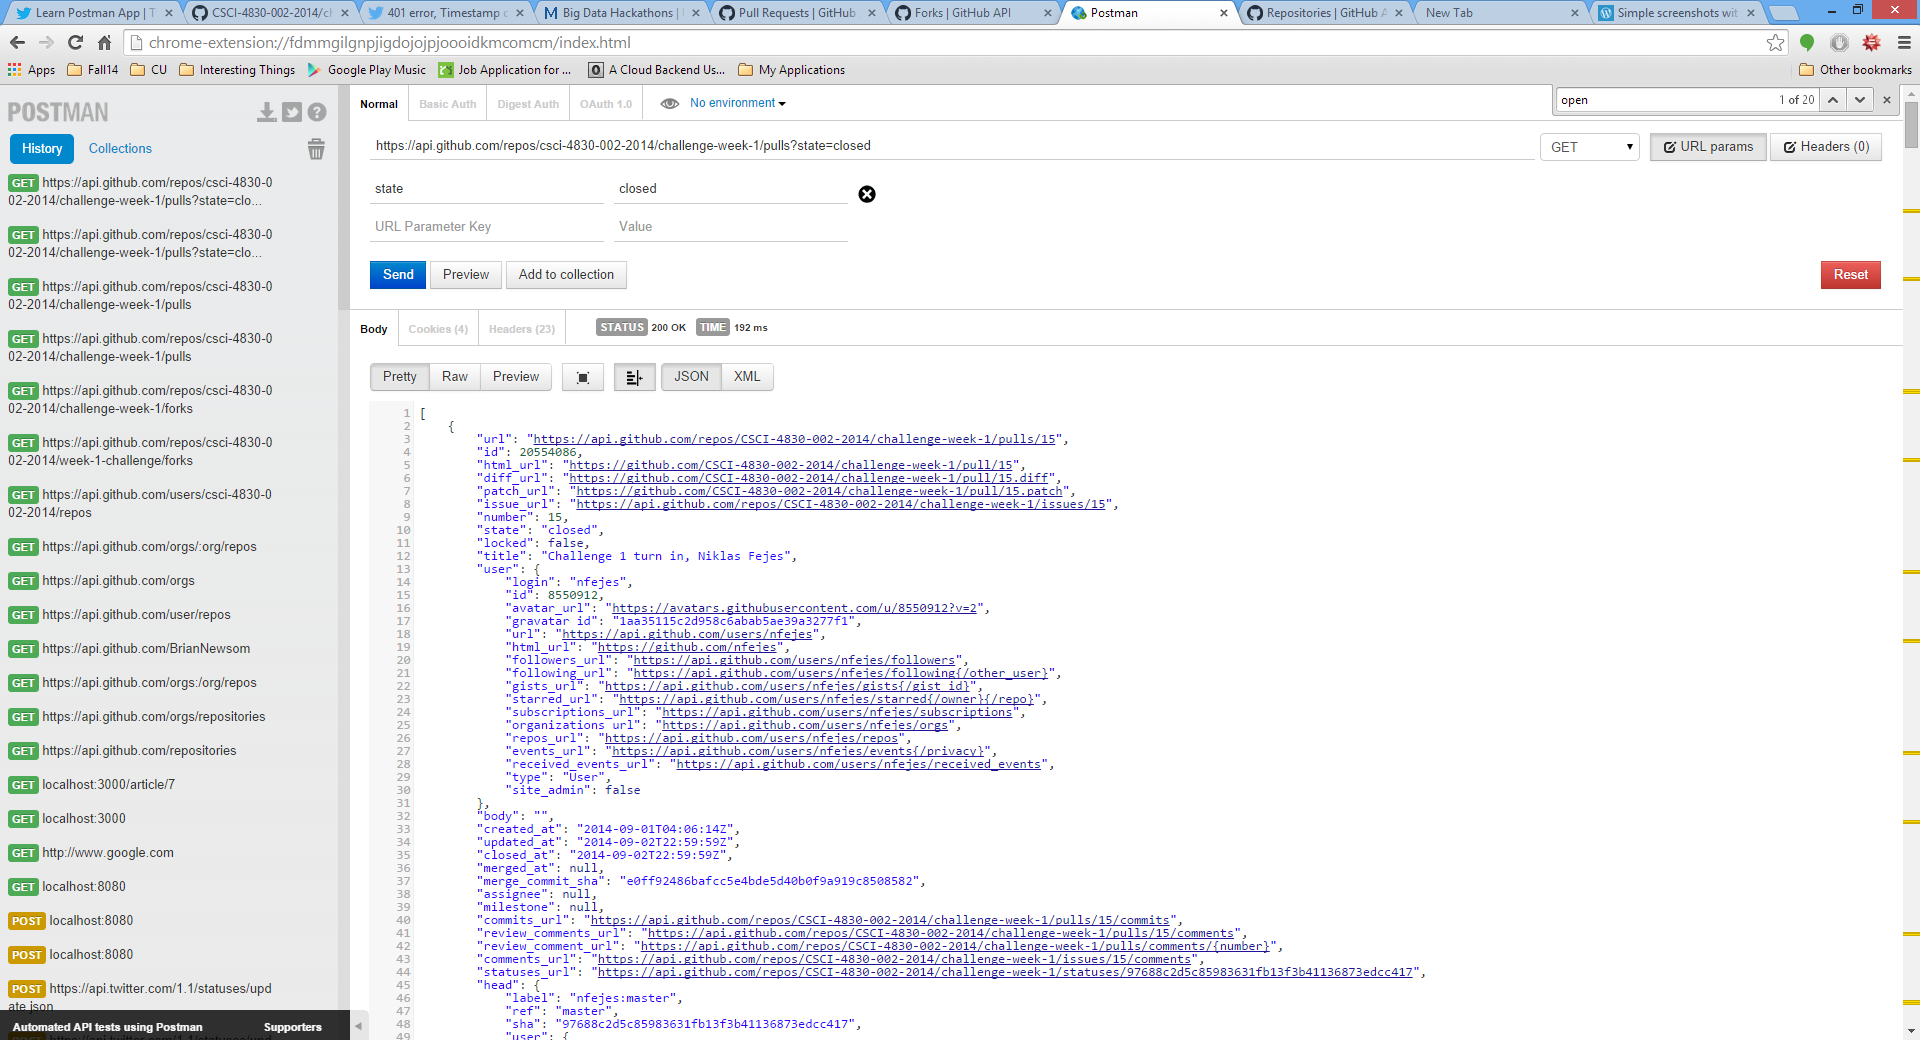 Learn Postman App | T
CSCI-4830-002-2014/ch
401 error, Timestamp o
Big Data Hackathons |
Pull Requests | GitHub
Forks | GitHub API
Postman
Repositories | GitHub A
New Tab
Simple screenshots wit
chrome-extension://fdmmgilgnpjigdojojpjoooidkmcomcm/index.html
Apps
Fall14
CU
Interesting Things
Google Play Music
Job Application for ...
A Cloud Backend Us...
My Applications
Other bookmarks
open
1 of 20
POSTMAN
History
Collections
GET https://api.github.com/repos/csci-4830-0
02-2014/challenge-week-1/pulls?state=clo...
GET https://api.github.com/repos/csci-4830-0
02-2014/challenge-week-1/pulls?state=clo...
GET https://api.github.com/repos/csci-4830-0
02-2014/challenge-week-1/pulls
GET https://api.github.com/repos/csci-4830-0
02-2014/challenge-week-1/pulls
GET https://api.github.com/repos/csci-4830-0
02-2014/challenge-week-1/forks
GET https://api.github.com/repos/csci-4830-0
02-2014/week-1-challenge/forks
GET https://api.github.com/users/csci-4830-0
02-2014/repos
GET https://api.github.com/orgs/:org/repos
GET https://api.github.com/orgs
GET https://api.github.com/user/repos
GET https://api.github.com/BrianNewsom
GET https://api.github.com/orgs:/org/repos
GET https://api.github.com/orgs/repositories
GET https://api.github.com/repositories
GET localhost:3000/article/7
GET localhost:3000
GET http://www.google.com
GET localhost:8080
POST localhost:8080
POST localhost:8080
POST https://api.twitter.com/1.1/statuses/upd
ate.json
Automated API tests using Postman
Supporters
Normal
Basic Auth
Digest Auth
OAuth 1.0
No environment
https://api.github.com/repos/csci-4830-002-2014/challenge-week-1/pulls?state=closed
GET
URL params
Headers (0)
state
closed
URL Parameter Key
Value
Send
Preview
Add to collection
Reset
Body
Cookies (4)
Headers (23)
STATUS 200 OK
TIME 192 ms
Pretty
Raw
Preview
JSON
XML
1 [
2 {
3 "url": "https://api.github.com/repos/CSCI-4830-002-2014/challenge-week-1/pulls/15",
4 "id": 20554086,
5 "html_url": "https://github.com/CSCI-4830-002-2014/challenge-week-1/pull/15",
6 "diff_url": "https://github.com/CSCI-4830-002-2014/challenge-week-1/pull/15.diff",
7 "patch_url": "https://github.com/CSCI-4830-002-2014/challenge-week-1/pull/15.patch",
8 "issue_url": "https://api.github.com/repos/CSCI-4830-002-2014/challenge-week-1/issues/15",
9 "number": 15,
10 "state": "closed",
11 "locked": false,
12 "title": "Challenge 1 turn in, Niklas Fejes",
13 "user": {
14 "login": "nfejes",
15 "id": 8550912,
16 "avatar_url": "https://avatars.githubusercontent.com/u/8550912?v=2",
17 "gravatar_id": "1aa35115c2d958c6abab5ae39a3277f1",
18 "url": "https://api.github.com/users/nfejes",
19 "html_url": "https://github.com/nfejes",
20 "followers_url": "https://api.github.com/users/nfejes/followers",
21 "following_url": "https://api.github.com/users/nfejes/following{/other_user}",
22 "gists_url": "https://api.github.com/users/nfejes/gists{/gist_id}",
23 "starred_url": "https://api.github.com/users/nfejes/starred{/owner}{/repo}",
24 "subscriptions_url": "https://api.github.com/users/nfejes/subscriptions",
25 "organizations_url": "https://api.github.com/users/nfejes/orgs",
26 "repos_url": "https://api.github.com/users/nfejes/repos",
27 "events_url": "https://api.github.com/users/nfejes/events{/privacy}",
28 "received_events_url": "https://api.github.com/users/nfejes/received_events",
29 "type": "User",
30 "site_admin": false
31 },
32 "body": "",
33 "created_at": "2014-09-01T04:06:14Z",
34 "updated_at": "2014-09-02T22:59:59Z",
35 "closed_at": "2014-09-02T22:59:59Z",
36 "merged_at": null,
37 "merge_commit_sha": "e0ff92486bafcc5e4bde5d40b0f9a919c8508582",
38 "assignee": null,
39 "milestone": null,
40 "commits_url": "https://api.github.com/repos/CSCI-4830-002-2014/challenge-week-1/pulls/15/commits",
41 "review_comments_url": "https://api.github.com/repos/CSCI-4830-002-2014/challenge-week-1/pulls/15/comments",
42 "review_comment_url": "https://api.github.com/repos/CSCI-4830-002-2014/challenge-week-1/pulls/comments/{number}",
43 "comments_url": "https://api.github.com/repos/CSCI-4830-002-2014/challenge-week-1/issues/15/comments",
44 "statuses_url": "https://api.github.com/repos/CSCI-4830-002-2014/challenge-week-1/statuses/97688c2d5c85983631fb13f3b41136873edcc417",
45 "head": {
46 "label": "nfejes:master",
47 "ref": "master",
48 "sha": "97688c2d5c85983631fb13f3b41136873edcc417",
49 "user": {